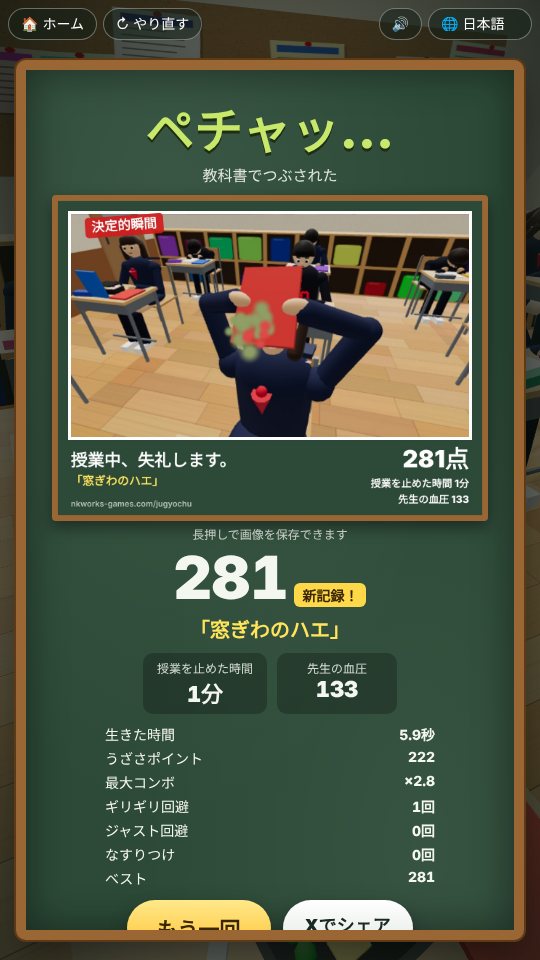 🏠 ホーム
↻ やり直す
🔊
🌐 日本語
ペチャッ…
教科書でつぶされた
決定的瞬間
授業中、失礼します。
281点
「窓ぎわのハエ」
授業を止めた時間 1分
先生の血圧 133
nkworks-games.com/jugyochu
長押しで画像を保存できます
281
新記録！
「窓ぎわのハエ」
授業を止めた時間
1分
先生の血圧
133
生きた時間 5.9秒
うざさポイント 222
最大コンボ ×2.8
ギリギリ回避 1回
ジャスト回避 0回
なすりつけ 0回
ベスト 281
もう一回
Xでシェア